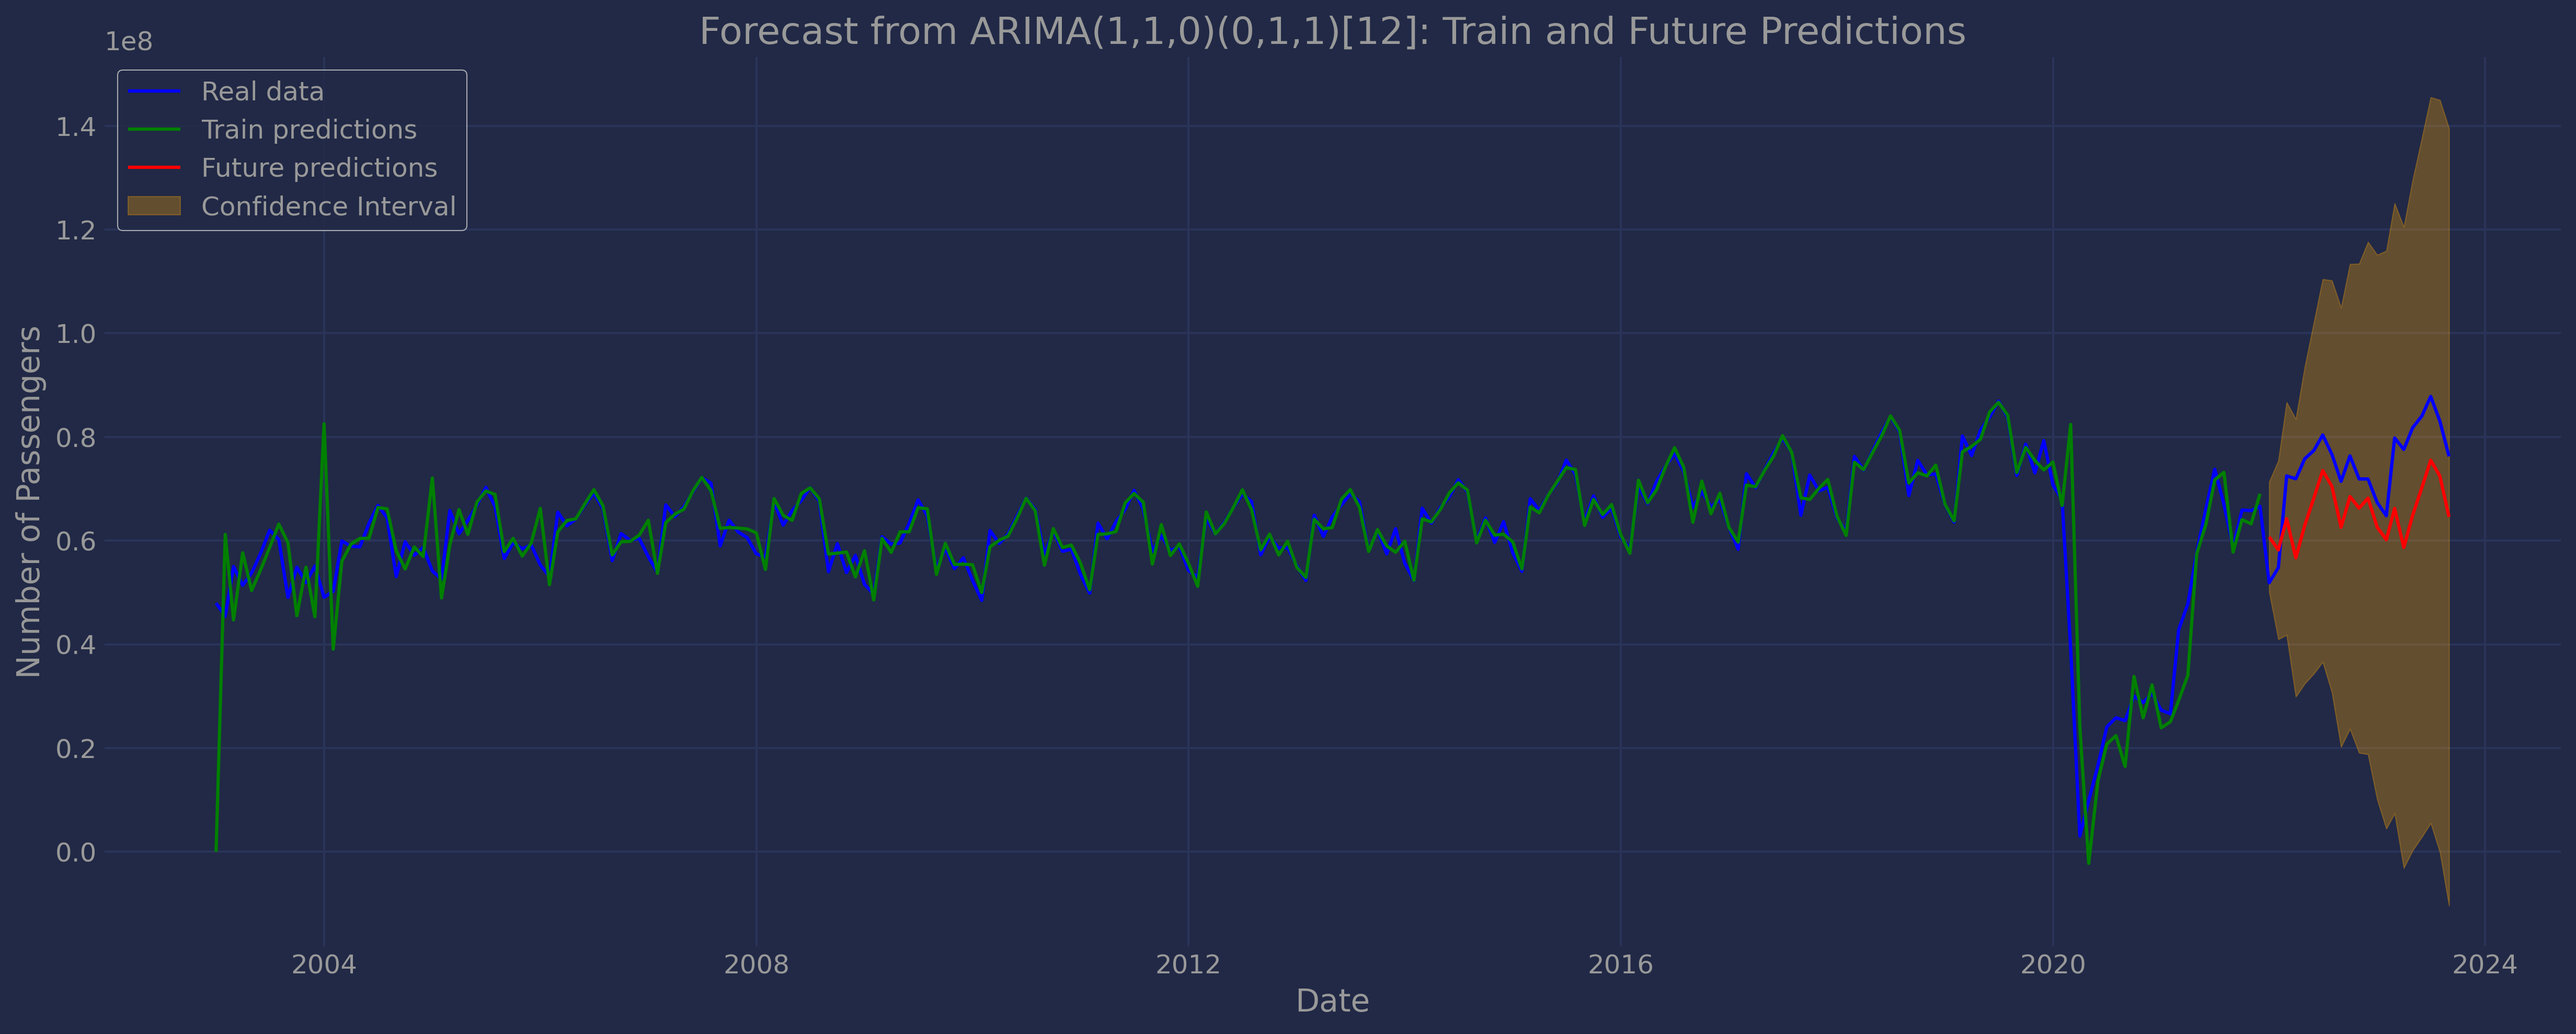 Forecast from ARIMA(1,1,0)(0,1,1)[12]: Train and Future Predictions
1e8
Real data
Train predictions
Future predictions
Confidence Interval
1.4
1.2
1.0
0.8
0.6
0.4
0.2
0.0
Number of Passengers
2004 2008 2012 2016 2020 2024
Date